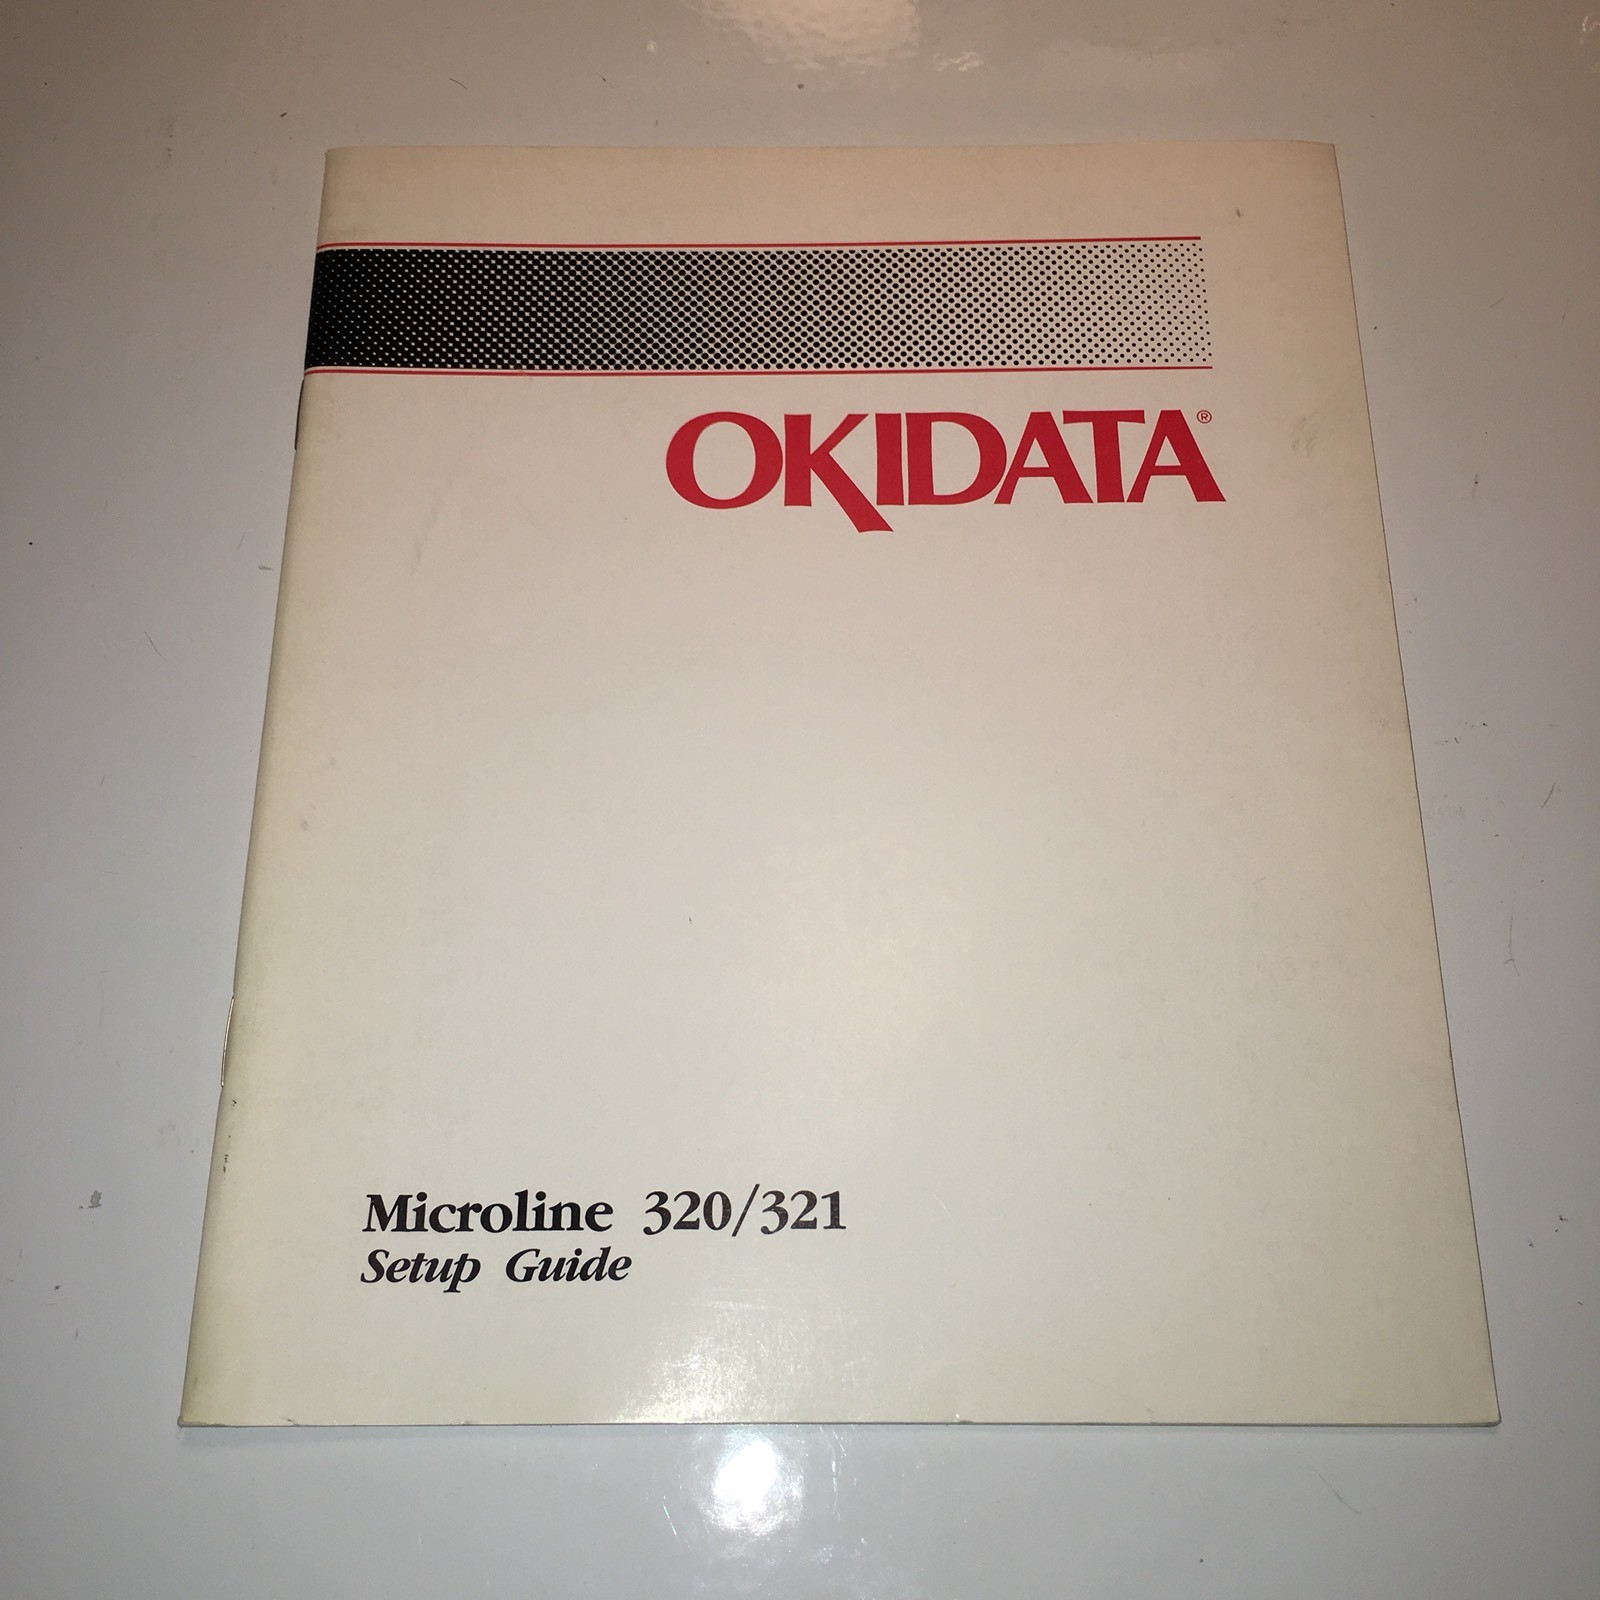 OKIDATA®
Microline 320/321
Setup Guide